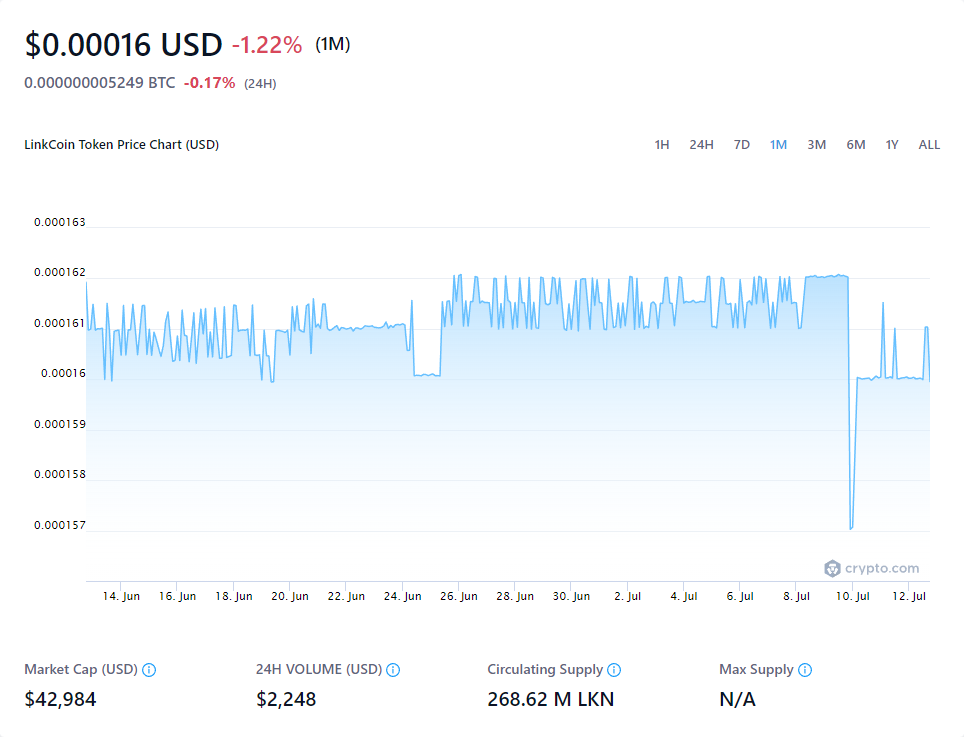 $0.00016 USD -1.22% (1M)
0.000000005249 BTC -0.17% (24H)
LinkCoin Token Price Chart (USD) 1H 24H 7D 1M 3M 6M 1Y ALL
0.000163
0.000162
0.000161
0.00016
0.000159
0.000158
0.000157
crypto.com
14. Jun 16. Jun 18. Jun 20. Jun 22. Jun 24. Jun 26. Jun 28. Jun 30. Jun 2. Jul 4. Jul 6. Jul 8. Jul 10. Jul 12. Jul
Market Cap (USD) 24H VOLUME (USD) Circulating Supply Max Supply
$42,984 $2,248 268.62 M LKN N/A